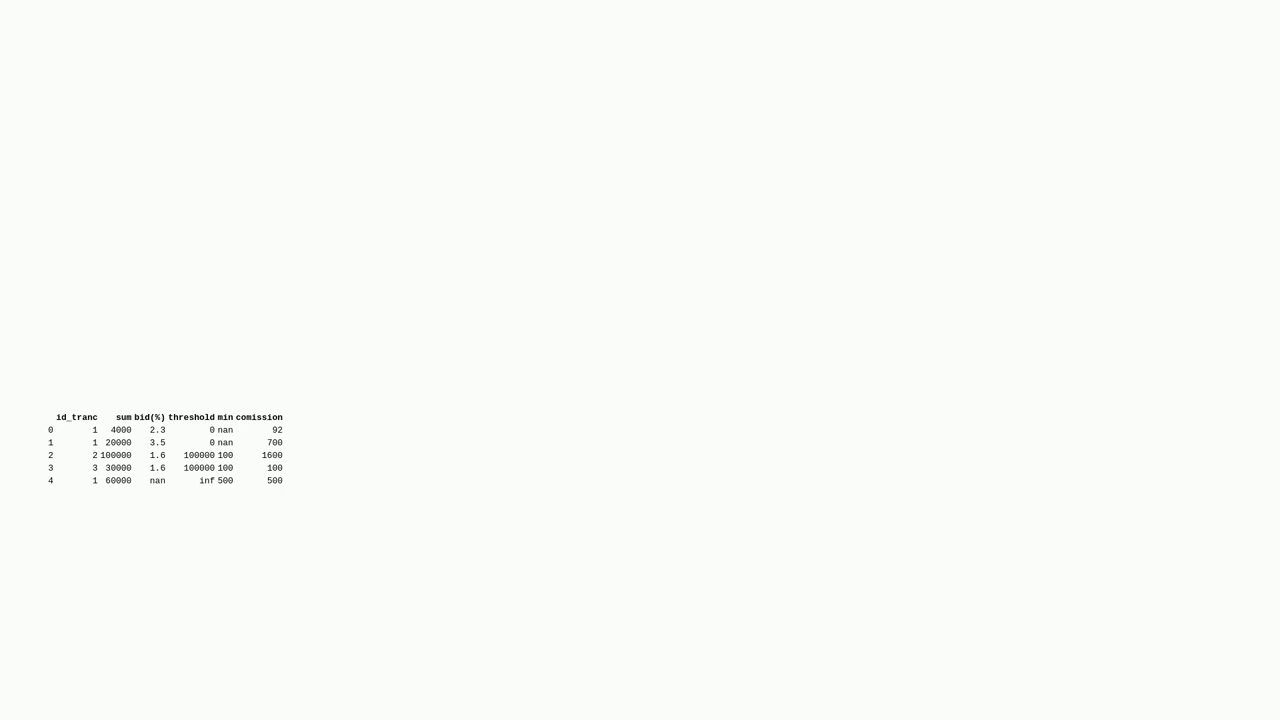 id_tranc sum bid(%) threshold min comission
0 1 4000 2.3 0 nan 92
1 1 20000 3.5 0 nan 700
2 2 100000 1.6 100000 100 1600
3 3 30000 1.6 100000 100 100
4 1 60000 nan inf 500 500